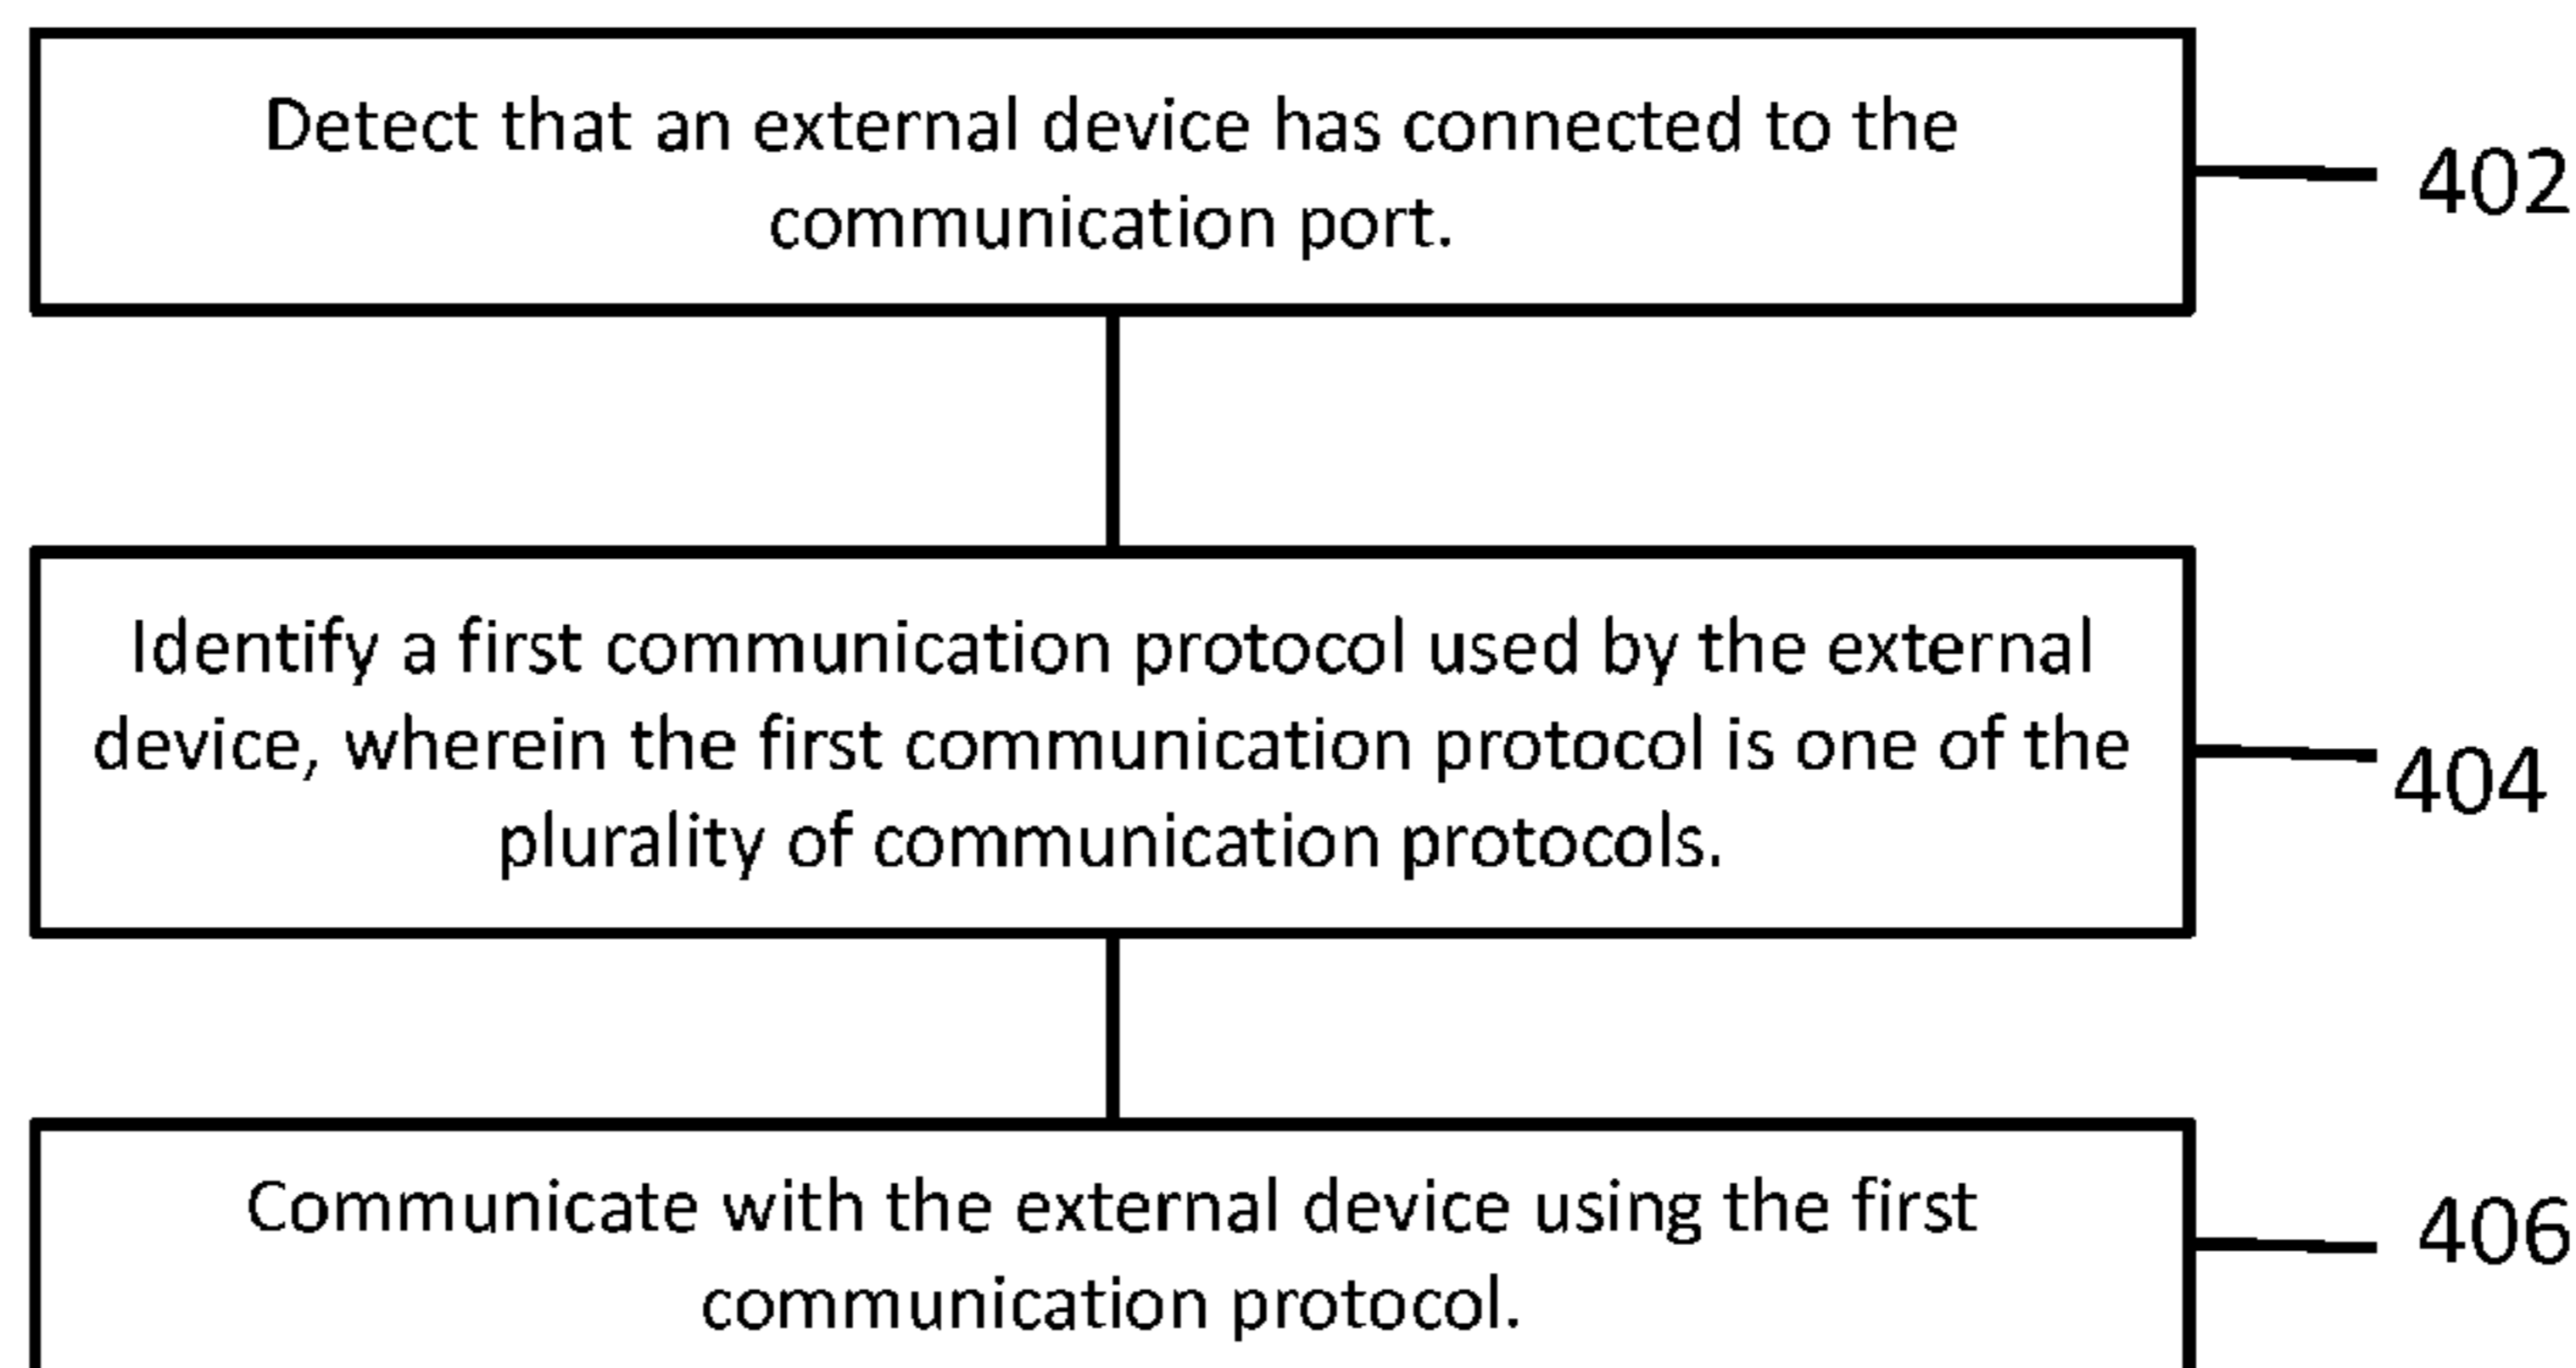 Detect that an external device has connected to the
communication port.
402
Identify a first communication protocol used by the external
device, wherein the first communication protocol is one of the
plurality of communication protocols.
404
Communicate with the external device using the first
communication protocol.
406